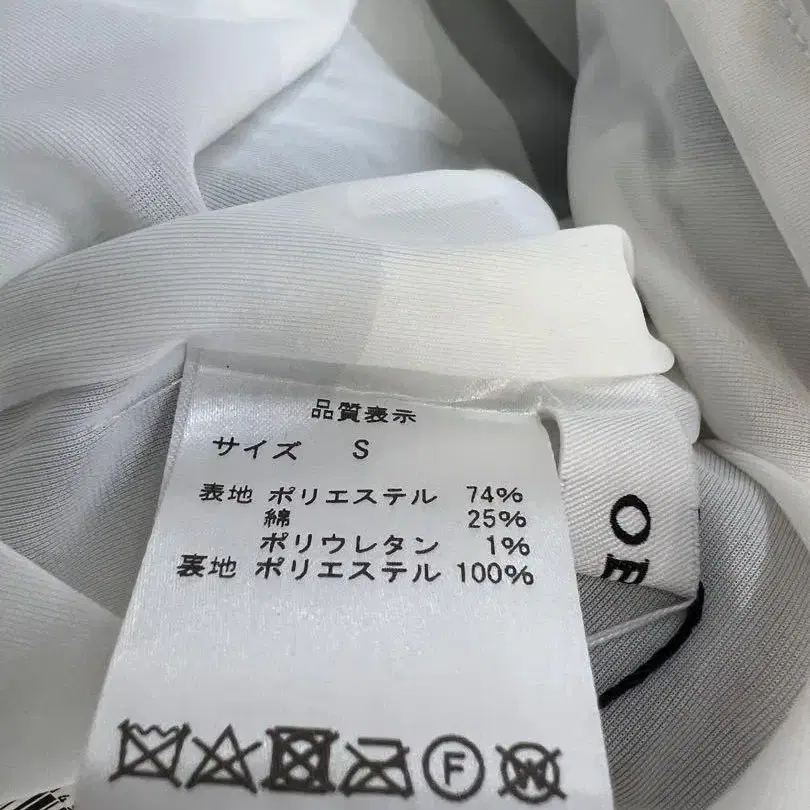 品質表示
サイズ S
表地 ポリエステル 74%
綿 25%
ポリウレタン 1%
裏地 ポリエステル 100%
F
W
O